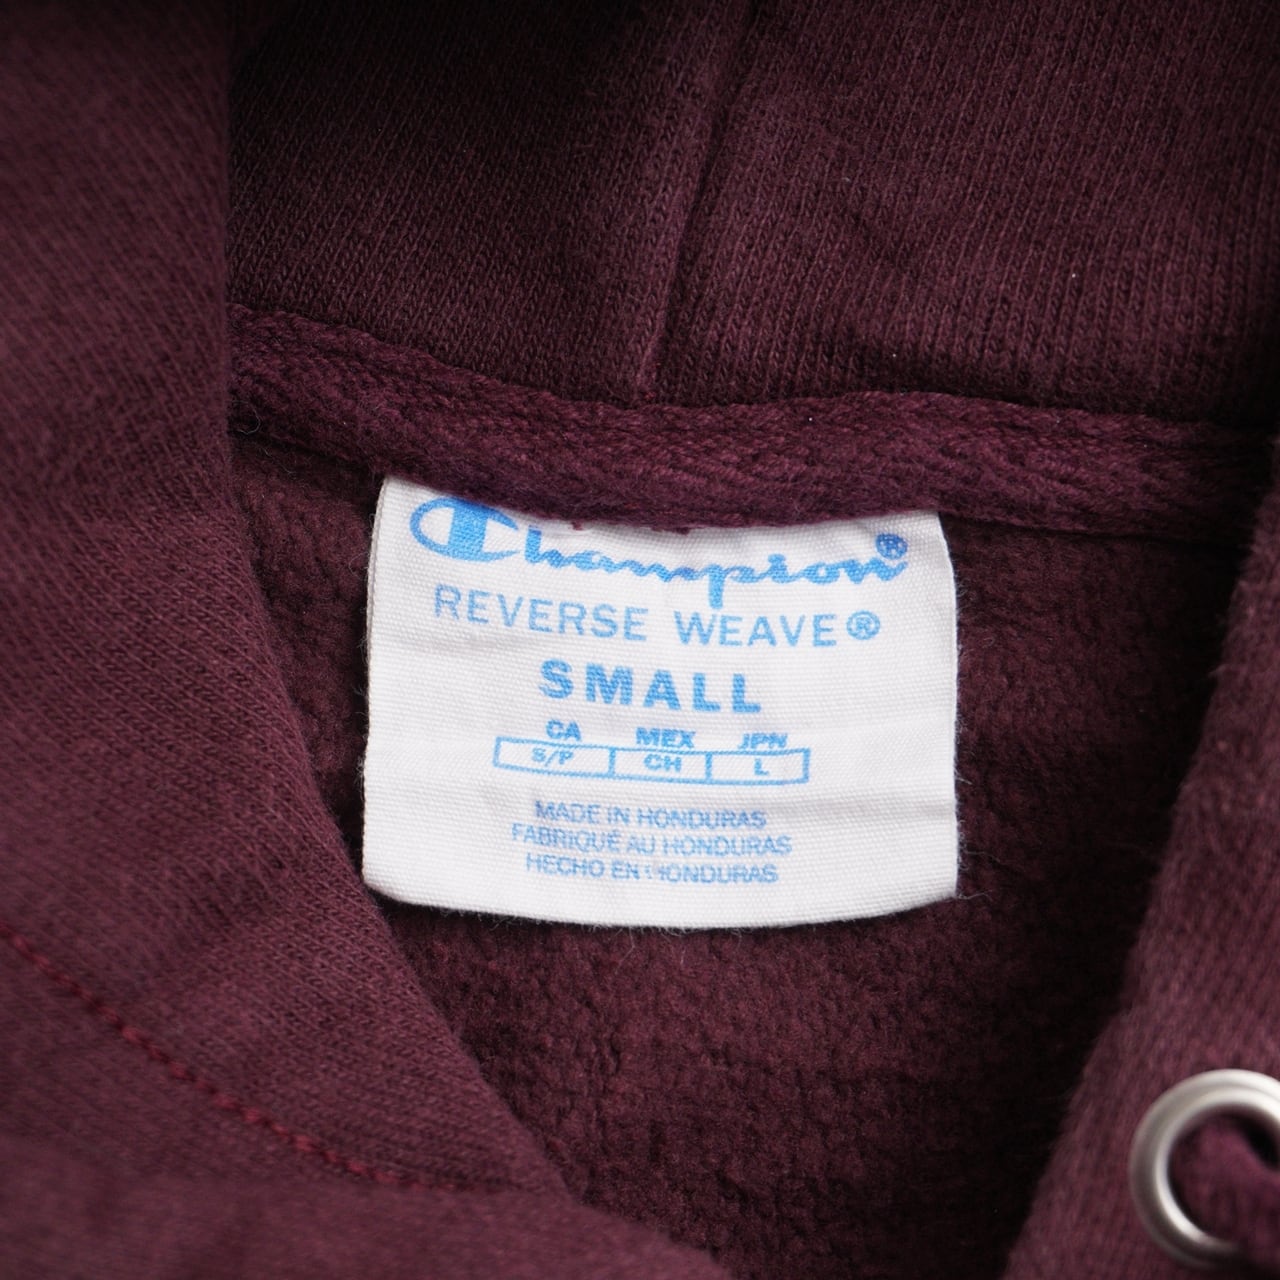 Champion®
REVERSE WEAVE®
SMALL
CA MEX JPN
S/P CH L
MADE IN HONDURAS
FABRIQUÉ AU HONDURAS
HECHO EN HONDURAS